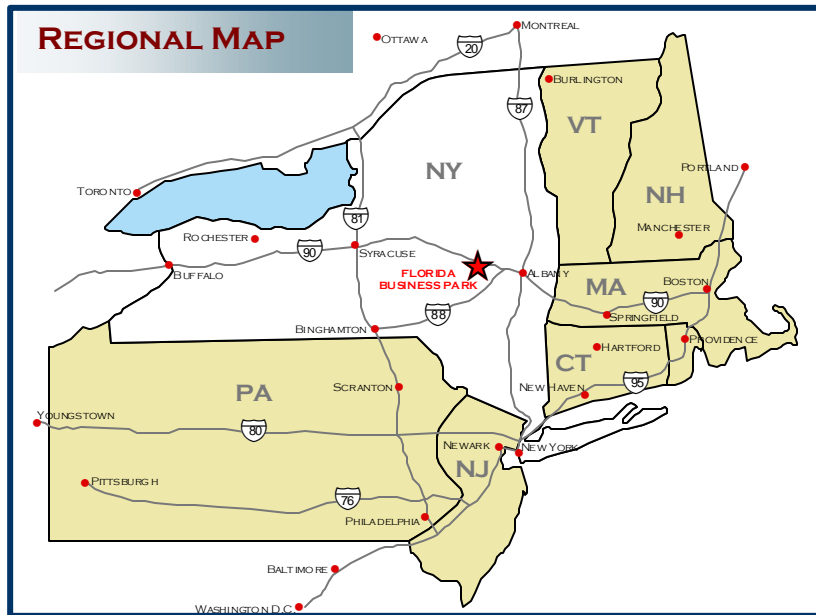 REGIONAL MAP
OTTAWA
MONTREAL
20
BURLINGTON
87
VT
NY
PORTLAND
TORONTO
NH
81
ROCHESTER
MANCHESTER
90
SYRACUSE
BUFFALO
FLORIDA
BUSINESS PARK
ALBANY
MA
BOSTON
90
88
SPRINGFIELD
BINGHAMTON
PROVIDENCE
HARTFORD
CT
SCRANTON
NEW HAVEN
95
PA
YOUNGSTOWN
80
NEWARK
NEW YORK
NJ
PITTSBURGH
76
PHILADELPHIA
BALTIMORE
WASHINGTON D.C.